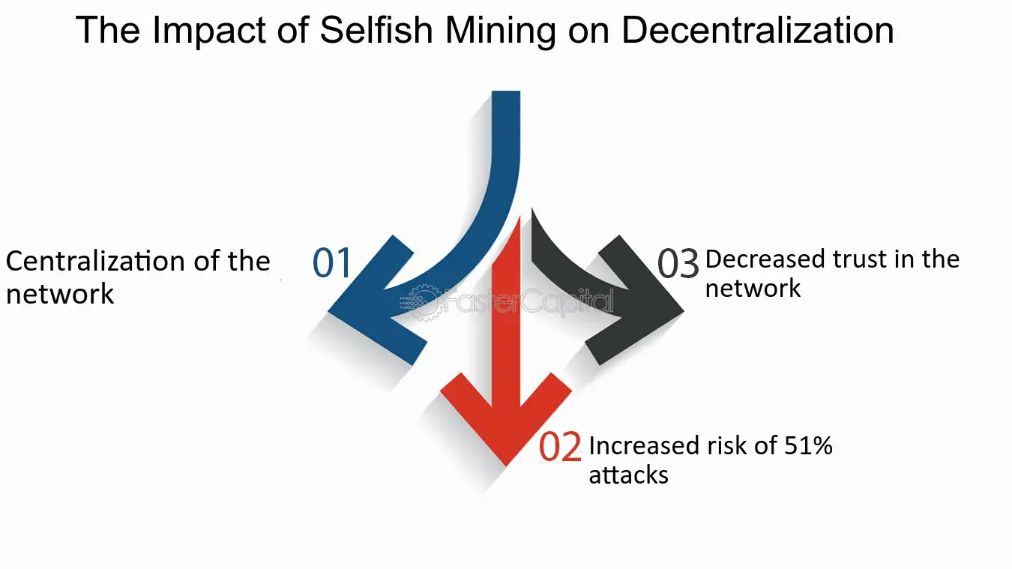 The Impact of Selfish Mining on Decentralization
Centralization of the
network
01
03
Decreased trust in the
network
FasterCapital
02
Increased risk of 51%
attacks